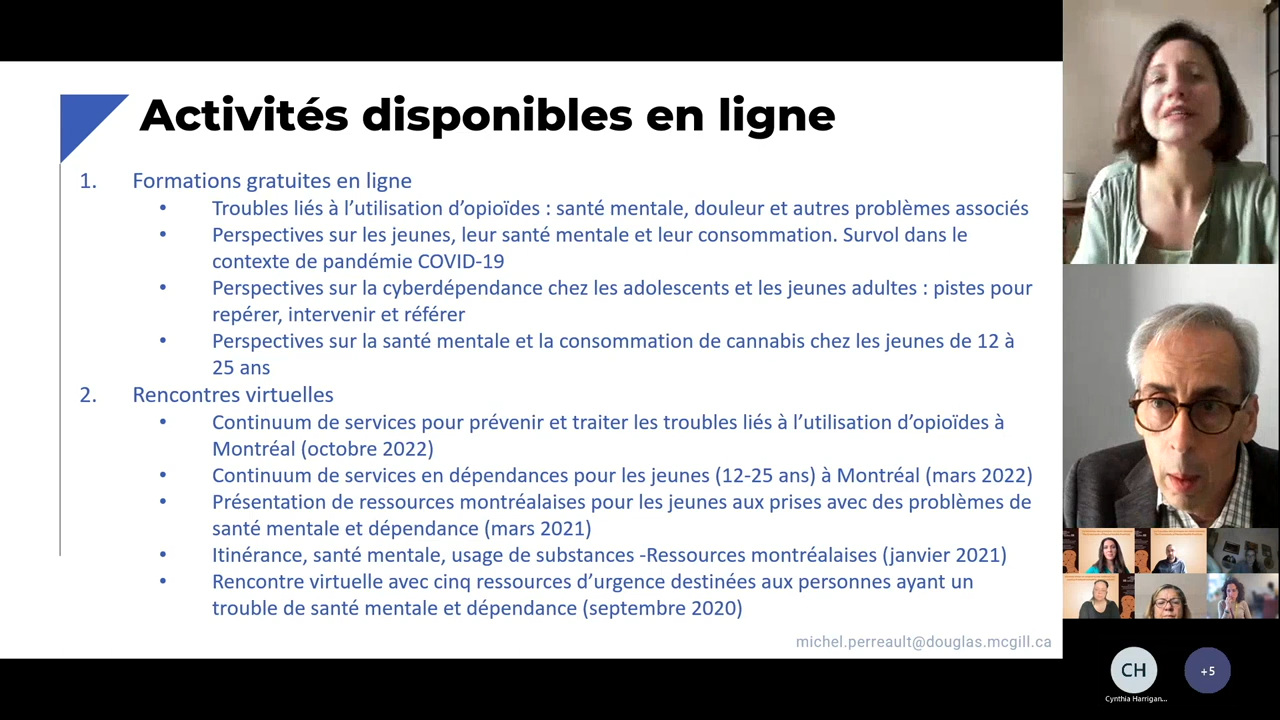 Activités disponibles en ligne
1. Formations gratuites en ligne
• Troubles liés à l’utilisation d’opioïdes : santé mentale, douleur et autres problèmes associés
• Perspectives sur les jeunes, leur santé mentale et leur consommation. Survol dans le
contexte de pandémie COVID-19
• Perspectives sur la cyberdépendance chez les adolescents et les jeunes adultes : pistes pour
repérer, intervenir et référer
• Perspectives sur la santé mentale et la consommation de cannabis chez les jeunes de 12 à
25 ans
2. Rencontres virtuelles
• Continuum de services pour prévenir et traiter les troubles liés à l’utilisation d’opioïdes à
Montréal (octobre 2022)
• Continuum de services en dépendances pour les jeunes (12-25 ans) à Montréal (mars 2022)
• Présentation de ressources montréalaises pour les jeunes aux prises avec des problèmes de
santé mentale et dépendance (mars 2021)
• Itinérance, santé mentale, usage de substances -Ressources montréalaises (janvier 2021)
• Rencontre virtuelle avec cinq ressources d’urgence destinées aux personnes ayant un
trouble de santé mentale et dépendance (septembre 2020)
michel.perreault@douglas.mcgill.ca
CH
+5
Cynthia Harrigan...